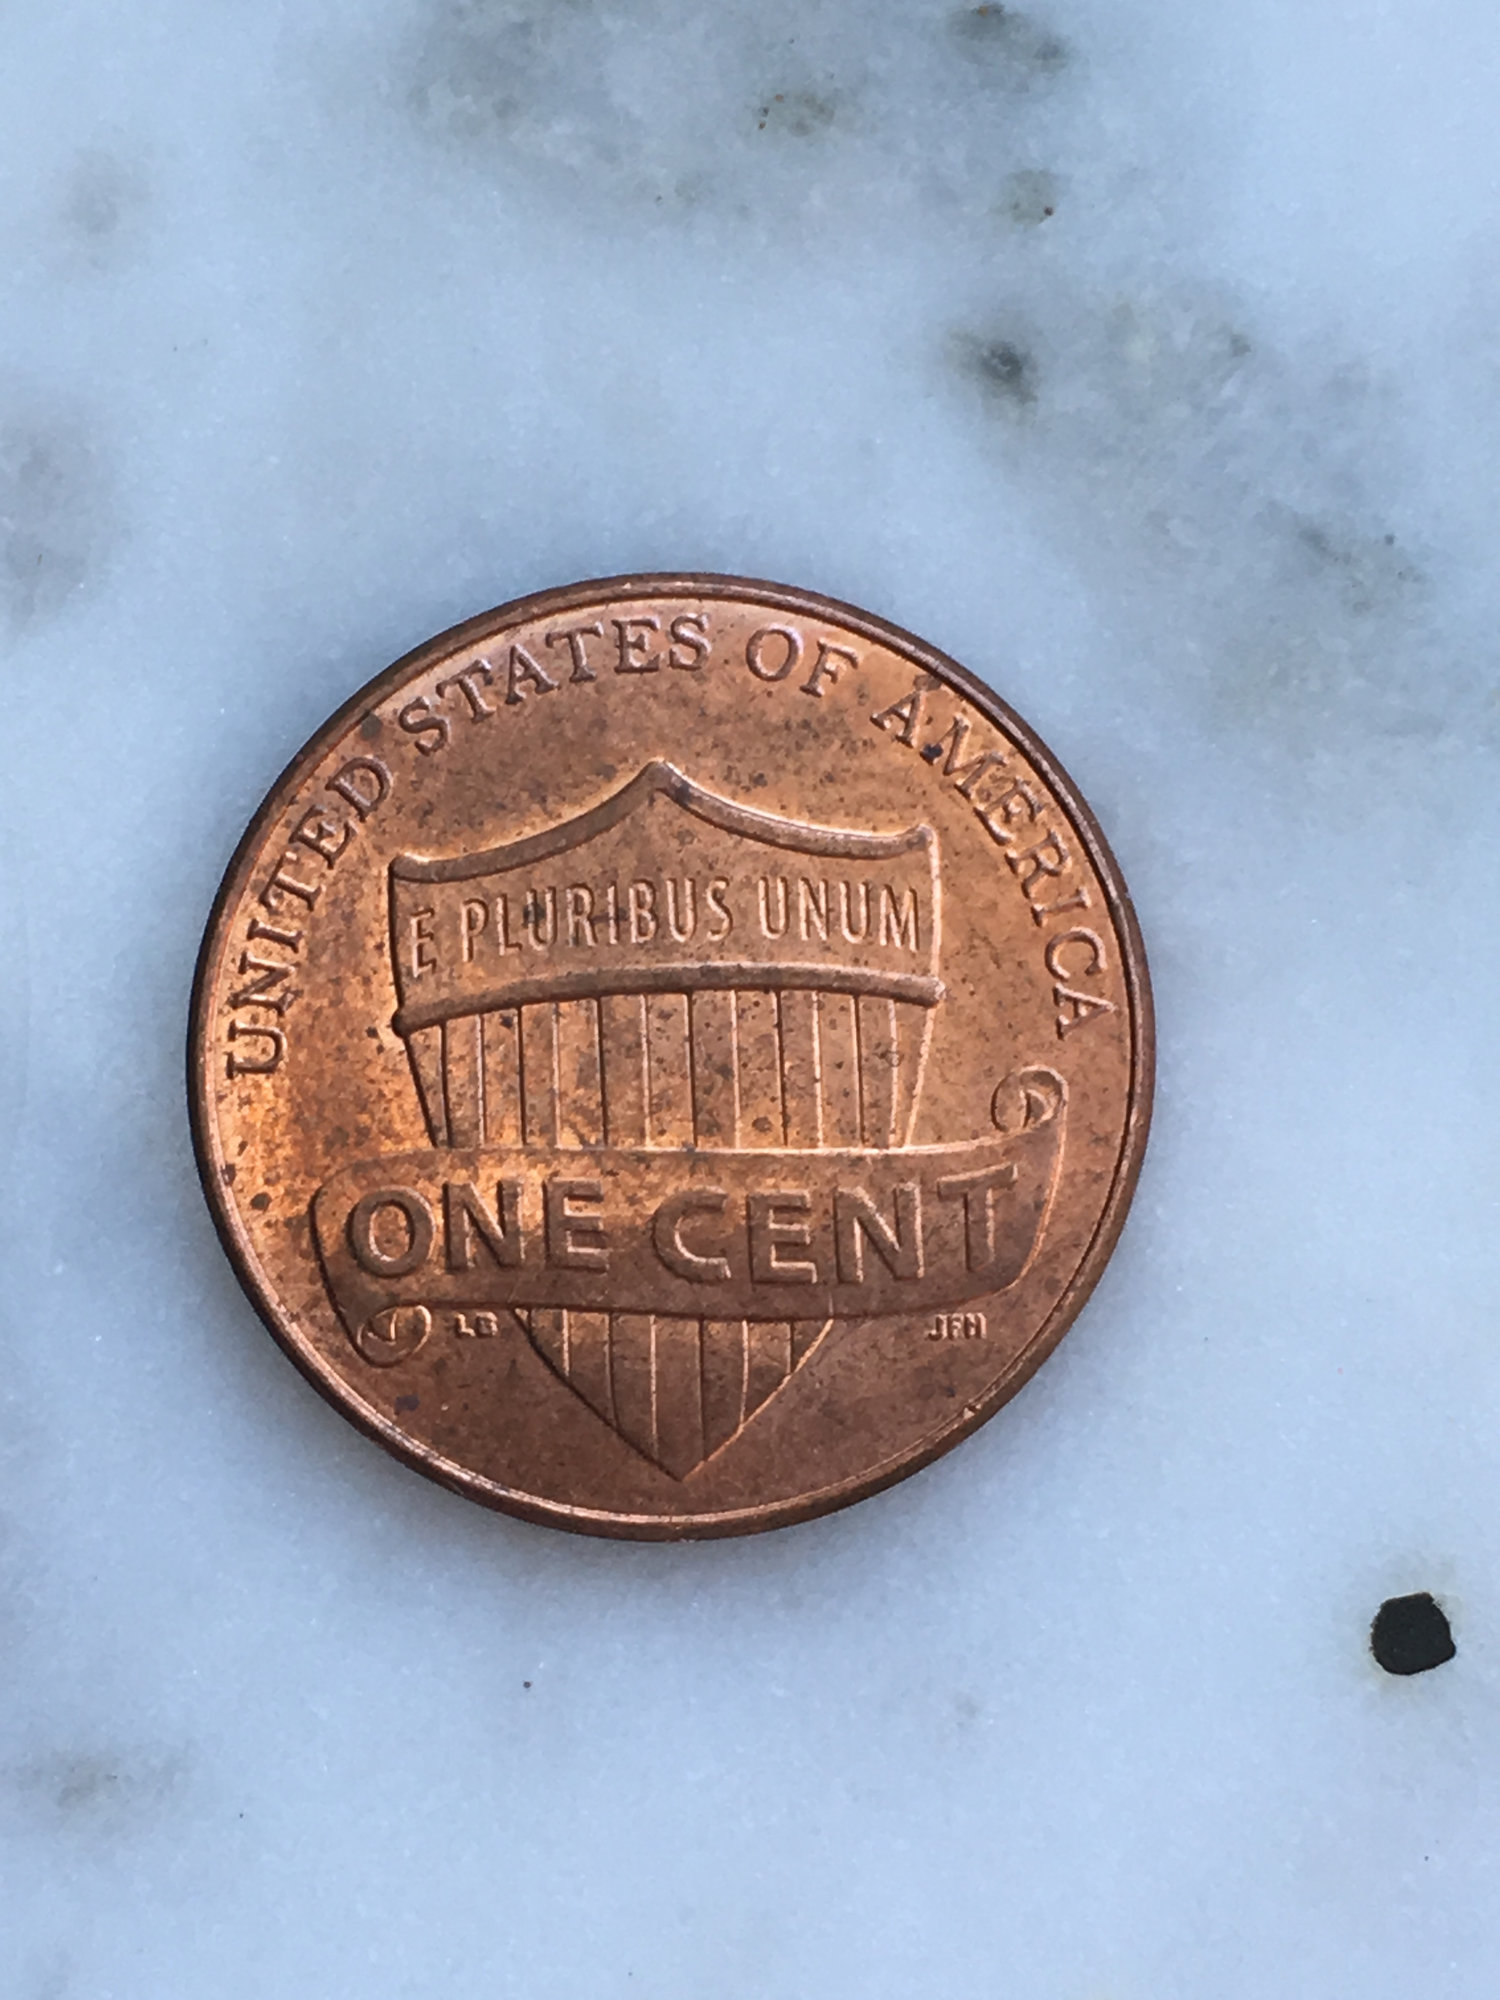 UNITED STATES OF AMERICA
E PLURIBUS UNUM
ONE CENT
LB
JFM